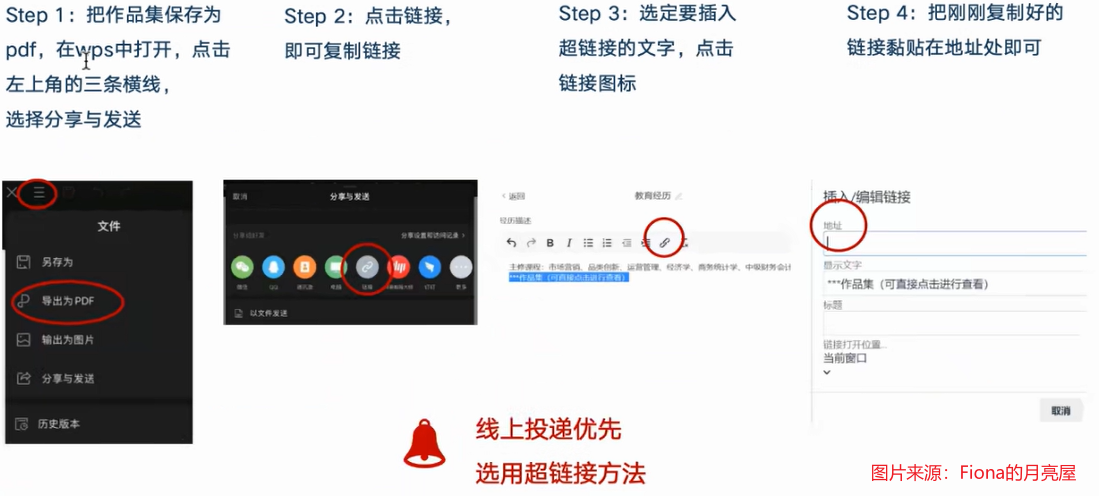 Step 1：把作品集保存为
pdf，在wps中打开，点击
左上角的三条横线，
选择分享与发送
Step 2：点击链接，
即可复制链接
Step 3：选定要插入
超链接的文字，点击
链接图标
Step 4：把刚刚复制好的
链接黏贴在地址处即可
文件
另存为
导出为PDF
输出为图片
分享与发送
历史版本
取消
分享与发送
分享设置和访问记录
微信
QQ
链接
钉钉
更多
以文件发送
返回
教育经历
经历描述
B I
主修课程：市场营销、品类创新、运营管理、经济学、商务统计学、中级财务会计
***作品集（可直接点击进行查看）
插入/编辑链接
地址
显示文字
***作品集（可直接点击进行查看）
标题
链接打开位置...
当前窗口
取消
线上投递优先
选用超链接方法
图片来源：Fiona的月亮屋